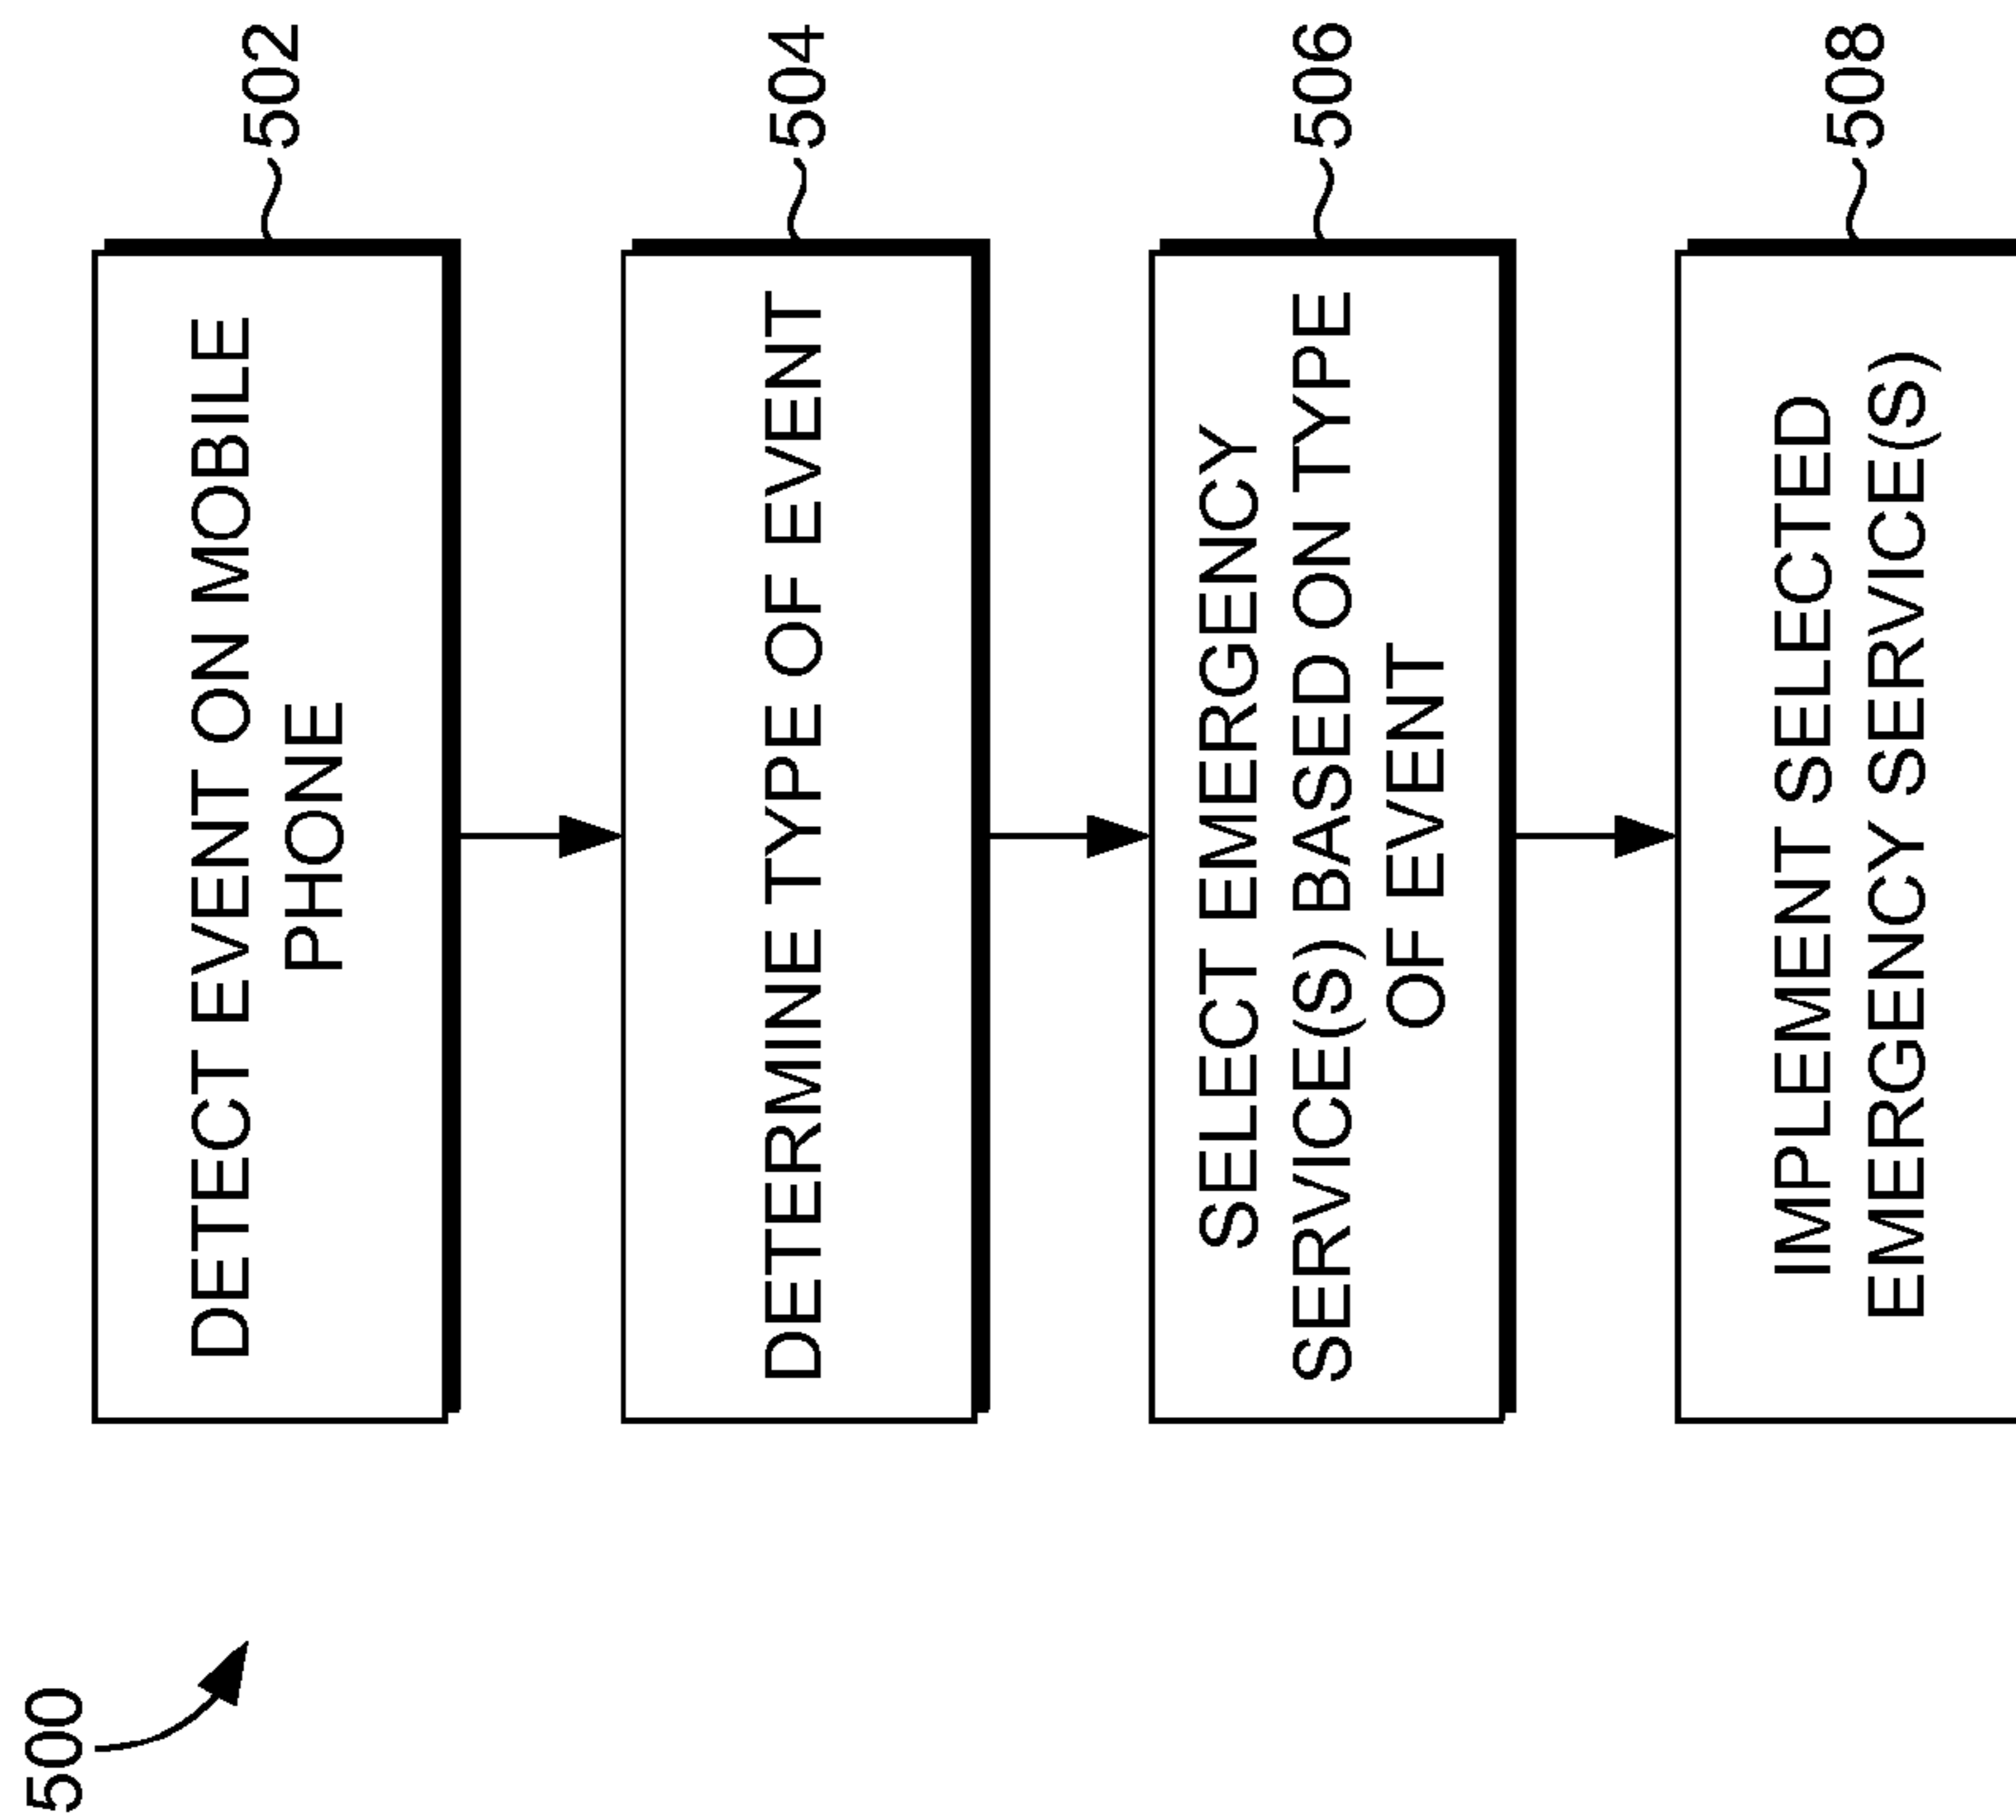 500
DETECT EVENT ON MOBILE
PHONE
502
DETERMINE TYPE OF EVENT
504
SELECT EMERGENCY
SERVICE(S) BASED ON TYPE
OF EVENT
506
IMPLEMENT SELECTED
EMERGENCY SERVICE(S)
508